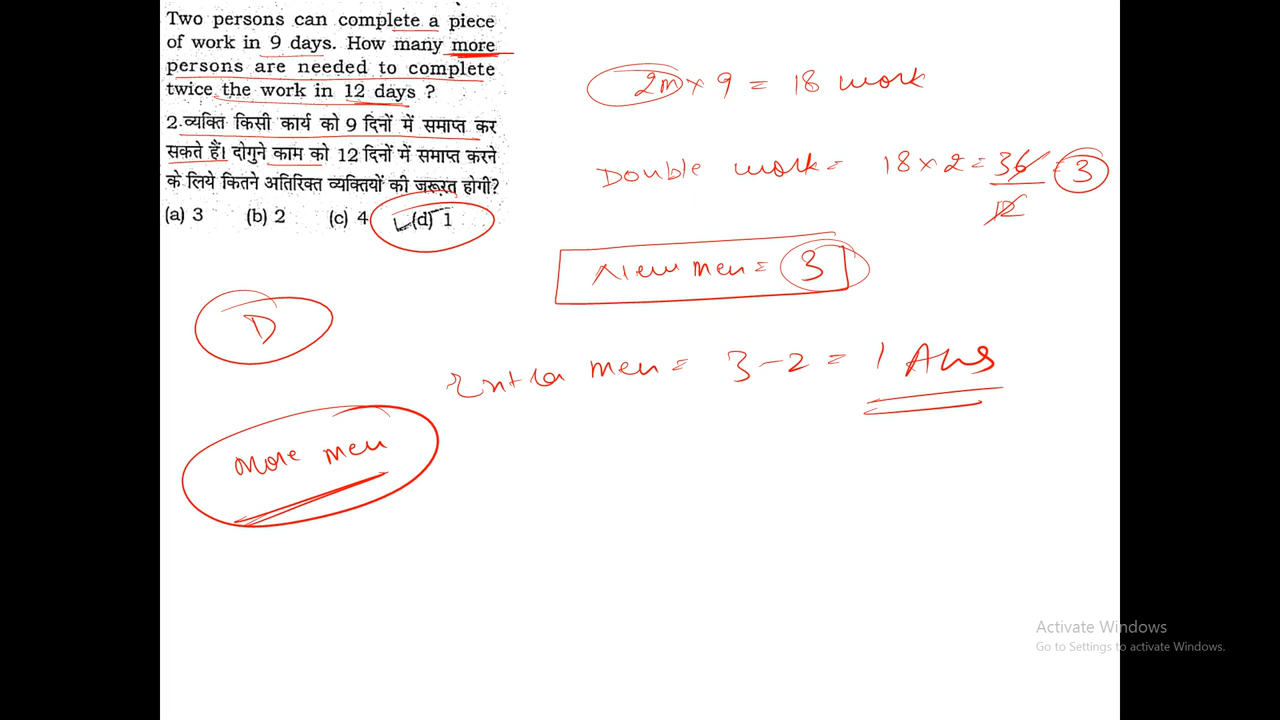 Two persons can complete a piece
of work in 9 days. How many more
persons are needed to complete
twice the work in 12 days ?
2.व्यक्ति किसी कार्य को 9 दिनों में समाप्त कर
सकते हैं। दोगुने काम को 12 दिनों में समाप्त करने
के लिये कितने अतिरिक्त व्यक्तियों की जरूरत होगी?
(a) 3 (b) 2 (c) 4 (d) 1
2m × 9 = 18 work
Double work = 18 × 2 = 36 = 3
12
New men = 3
D
Extra men = 3 - 2 = 1 Ans
More men
Activate Windows
Go to Settings to activate Windows.